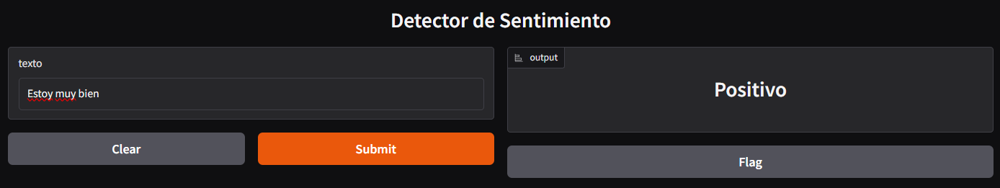 Detector de Sentimiento
texto
Estoy muy bien
Clear
Submit
output
Positivo
Flag